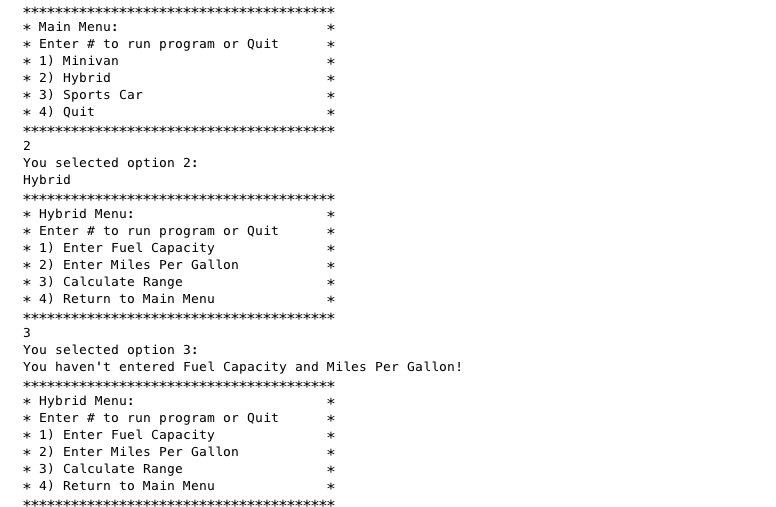 ***************************************
* Main Menu:                          *
* Enter # to run program or Quit      *
* 1) Minivan                          *
* 2) Hybrid                           *
* 3) Sports Car                       *
* 4) Quit                             *
***************************************
2
You selected option 2:
Hybrid
***************************************
* Hybrid Menu:                        *
* Enter # to run program or Quit      *
* 1) Enter Fuel Capacity              *
* 2) Enter Miles Per Gallon           *
* 3) Calculate Range                  *
* 4) Return to Main Menu              *
***************************************
3
You selected option 3:
You haven't entered Fuel Capacity and Miles Per Gallon!
***************************************
* Hybrid Menu:                        *
* Enter # to run program or Quit      *
* 1) Enter Fuel Capacity              *
* 2) Enter Miles Per Gallon           *
* 3) Calculate Range                  *
* 4) Return to Main Menu              *
***************************************